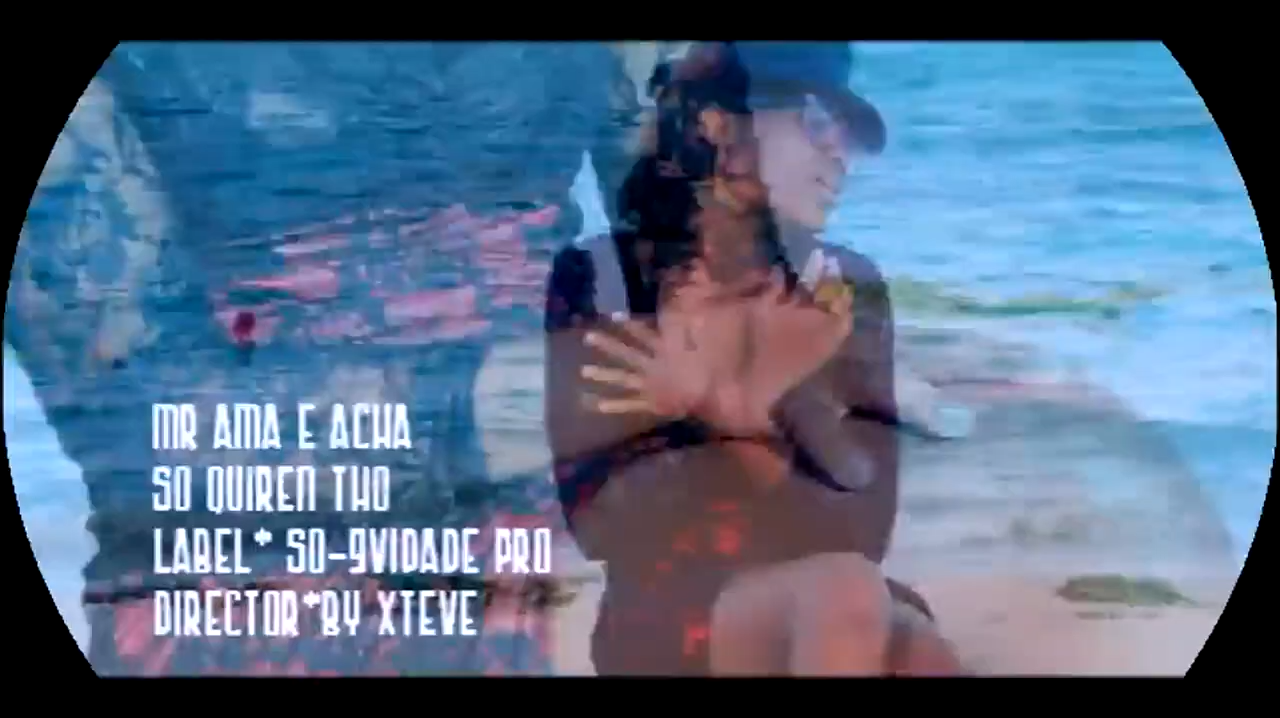 MR AMA E ACHA
SO QUIREN THO
LABEL* SO-9VIDADE PRO
DIRECTOR*BY XTEVE